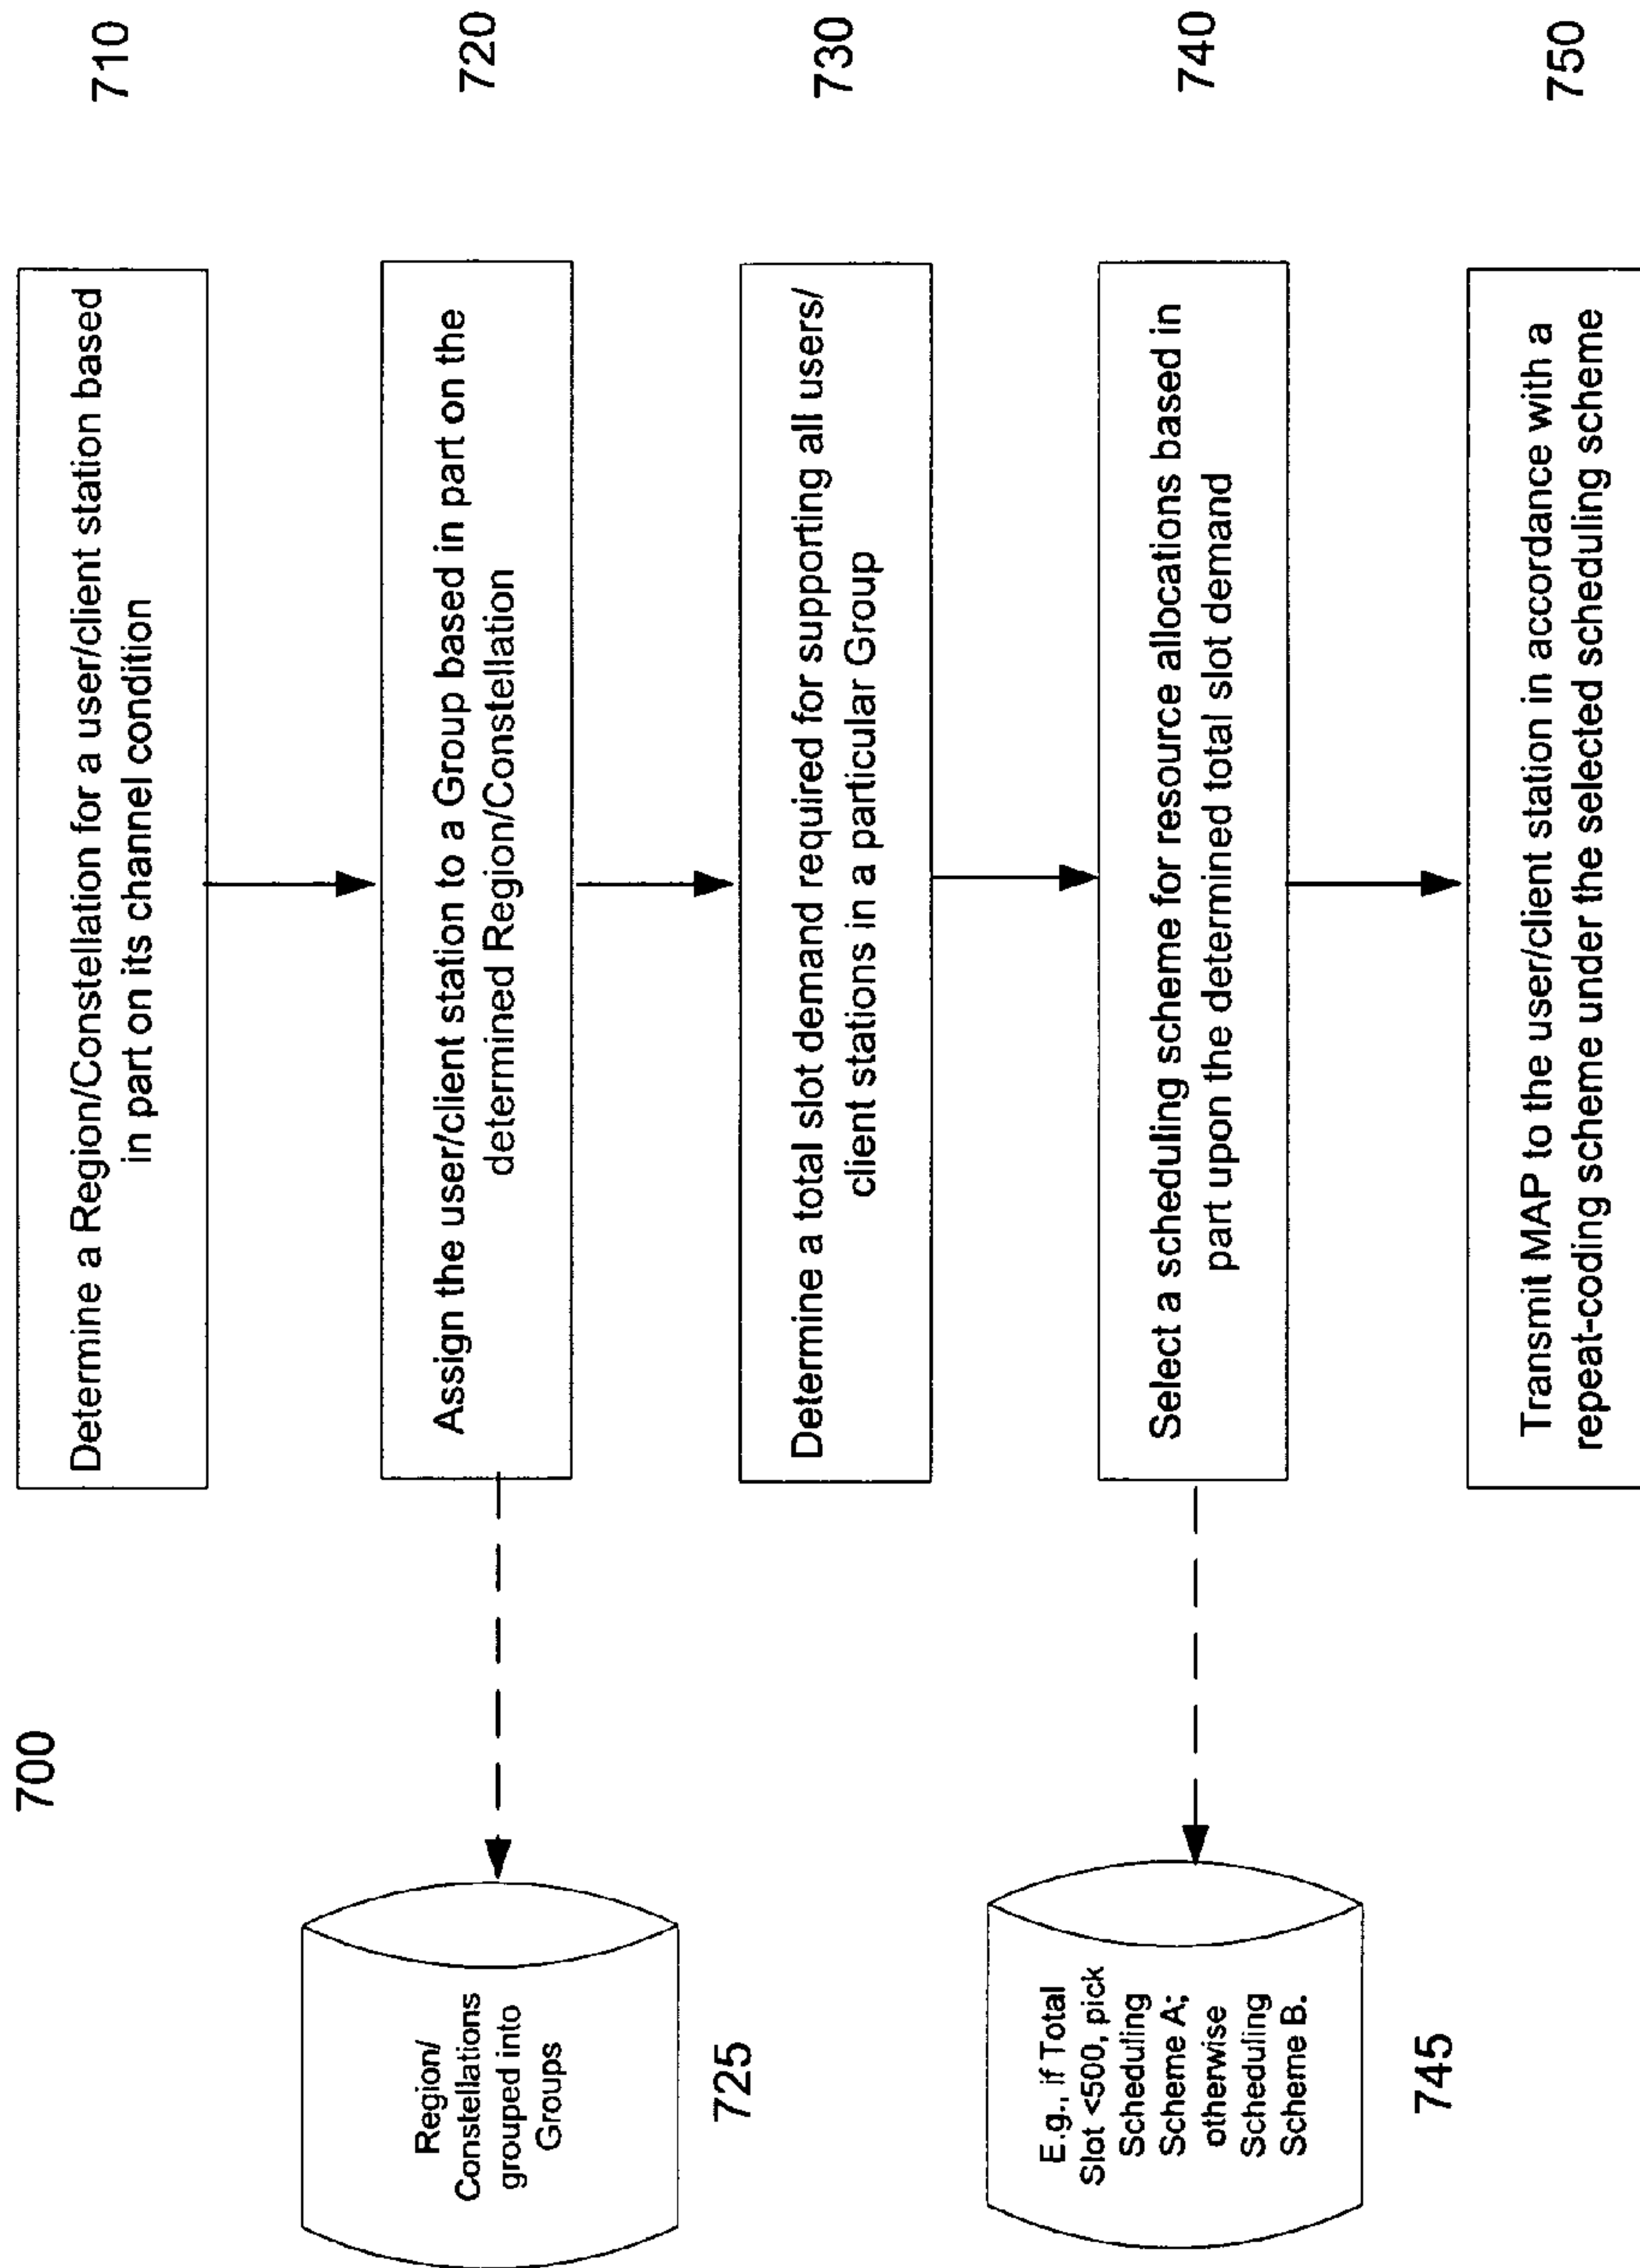 700
Determine a Region/Constellation for a user/client station based
in part on its channel condition
710
Assign the user/client station to a Group based in part on the
determined Region/Constellation
720
Region/
Constellations
grouped into
Groups
725
Determine a total slot demand required for supporting all users/
client stations in a particular Group
730
Select a scheduling scheme for resource allocations based in
part upon the determined total slot demand
740
E.g., if Total
Slot <500, pick
Scheduling
Scheme A;
otherwise
Scheduling
Scheme B.
745
Transmit MAP to the user/client station in accordance with a
repeat-coding scheme under the selected scheduling scheme
750